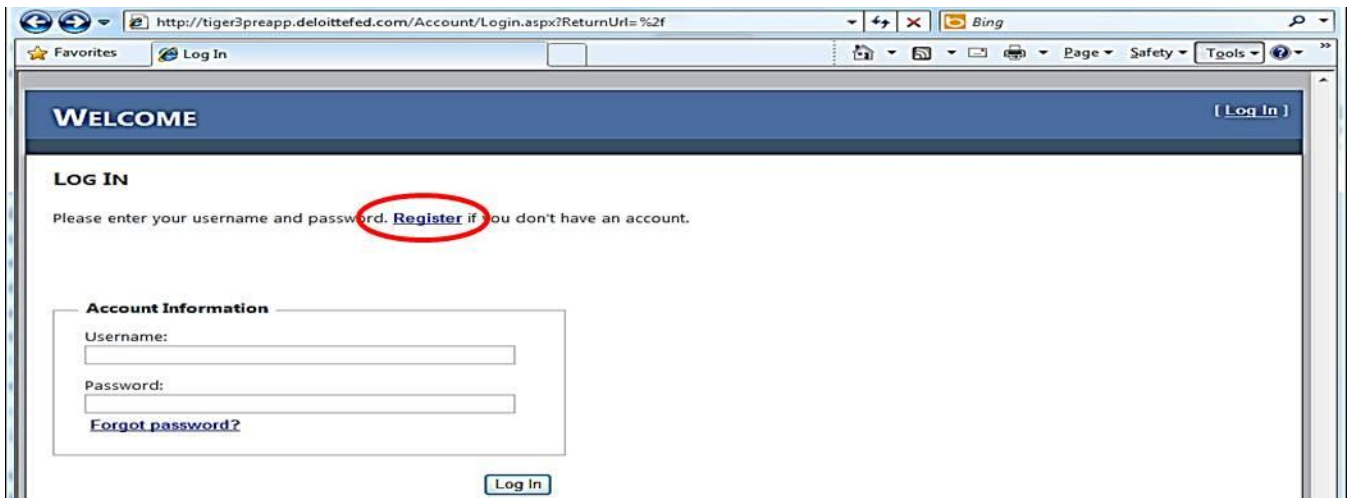 http://tiger3preapp.deloittefed.com/Account/Login.aspx?ReturnUrl=%2f
Bing
Favorites
Log In
Page
Safety
Tools
WELCOME
[ Log In ]
LOG IN
Please enter your username and password. Register if you don't have an account.
Account Information
Username:
Password:
Forgot password?
Log In